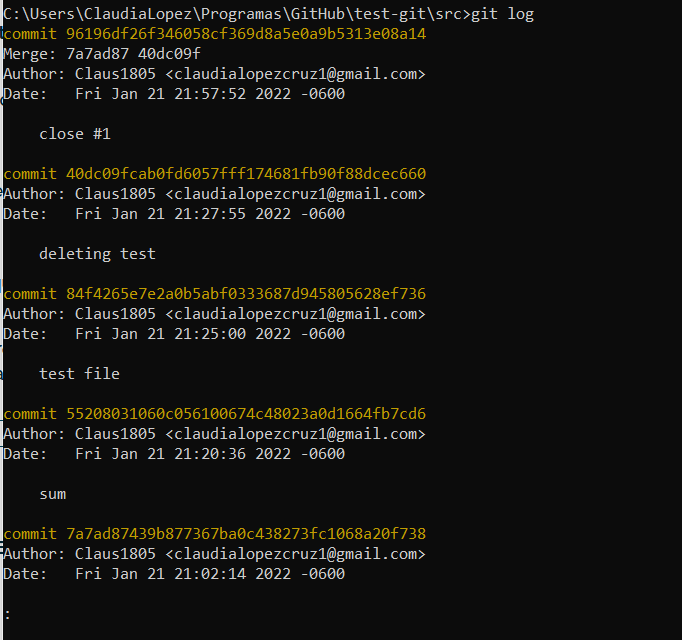 C:\Users\ClaudiaLopez\Programas\GitHub\test-git\src>git log
commit 96196df26f346058cf369d8a5e0a9b5313e08a14
Merge: 7a7ad87 40dc09f
Author: Claus1805 <claudialopezcruz1@gmail.com>
Date:   Fri Jan 21 21:57:52 2022 -0600
    close #1
commit 40dc09fcab0fd6057fff174681fb90f88dcec660
Author: Claus1805 <claudialopezcruz1@gmail.com>
Date:   Fri Jan 21 21:27:55 2022 -0600
    deleting test
commit 84f4265e7e2a0b5abf0333687d945805628ef736
Author: Claus1805 <claudialopezcruz1@gmail.com>
Date:   Fri Jan 21 21:25:00 2022 -0600
    test file
commit 55208031060c056100674c48023a0d1664fb7cd6
Author: Claus1805 <claudialopezcruz1@gmail.com>
Date:   Fri Jan 21 21:20:36 2022 -0600
    sum
commit 7a7ad87439b877367ba0c438273fc1068a20f738
Author: Claus1805 <claudialopezcruz1@gmail.com>
Date:   Fri Jan 21 21:02:14 2022 -0600
: